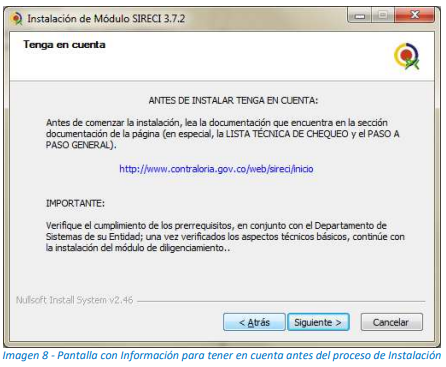 Instalación de Módulo SIRECI 3.7.2
Tenga en cuenta
ANTES DE INSTALAR TENGA EN CUENTA:
Antes de comenzar la instalación, lea la documentación que encuentra en la sección
documentación de la página (en especial, la LISTA TÉCNICA DE CHEQUEO y el PASO A
PASO GENERAL).
http://www.contraloria.gov.co/web/sireci/inicio
IMPORTANTE:
Verifique el cumplimiento de los prerrequisitos, en conjunto con el Departamento de
Sistemas de su Entidad; una vez verificados los aspectos técnicos básicos, continúe con
la instalación del módulo de diligenciamiento..
Nullsoft Install System v2.46
< Atrás Siguiente > Cancelar
Imagen 8 - Pantalla con Información para tener en cuenta antes del proceso de Instalación